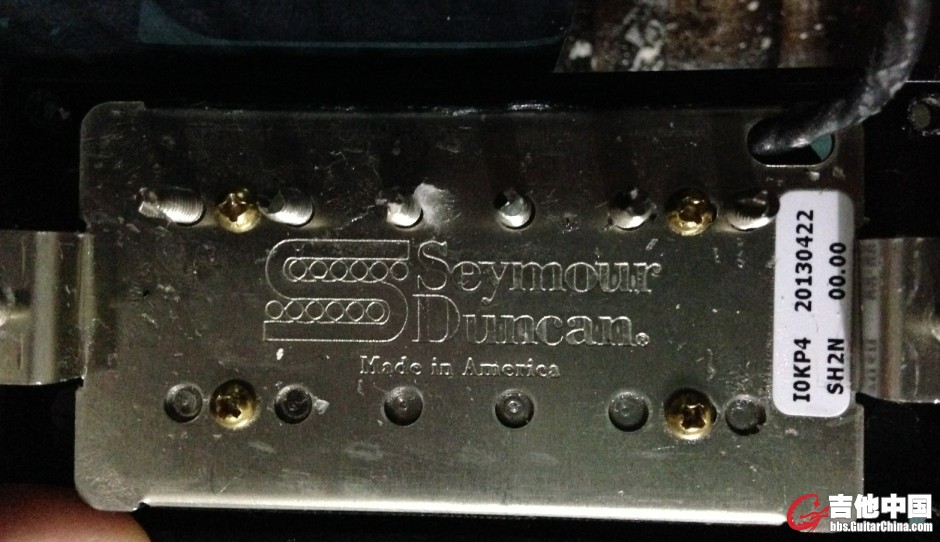 Seymour
Duncan®
Made in America
I0KP4 20130422
SH2N 00.00
吉他中国
bbs.GuitarChina.com